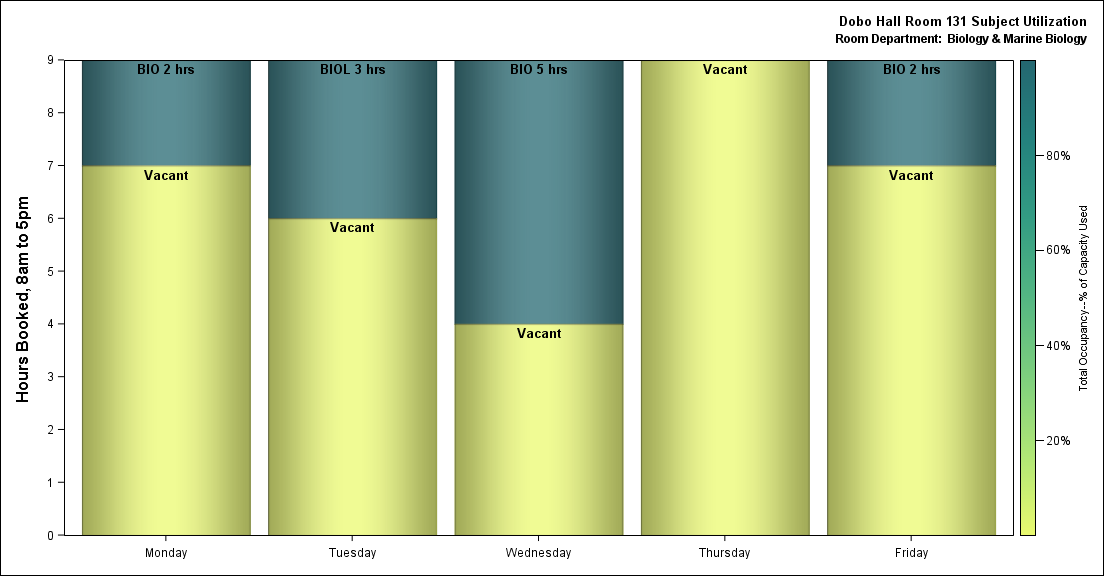 Dobo Hall Room 131 Subject Utilization
Room Department: Biology & Marine Biology
Hours Booked, 8am to 5pm
9
8
7
6
5
4
3
2
1
0
BIO 2 hrs
Vacant
BIOL 3 hrs
Vacant
BIO 5 hrs
Vacant
Vacant
BIO 2 hrs
Vacant
Monday
Tuesday
Wednesday
Thursday
Friday
80%
60%
40%
20%
Total Occupancy--% of Capacity Used